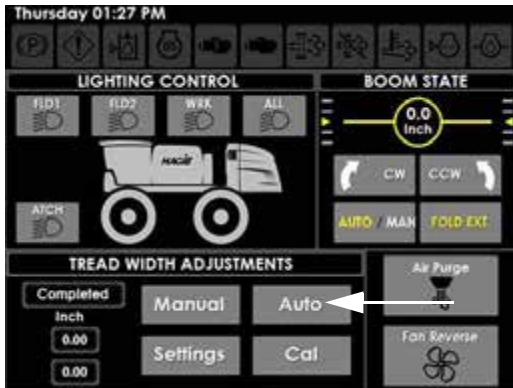 Thursday 01:27 PM
LIGHTING CONTROL
FLD1 FLD2 WRK ALL
HAGIE
ATCH
BOOM STATE
0.0
Inch
CW CCW
AUTO / MAN FOLD EXT
TREAD WIDTH ADJUSTMENTS
Completed
Inch
0.00
0.00
Manual Auto
Settings Cal
Air Purge
Fan Reverse